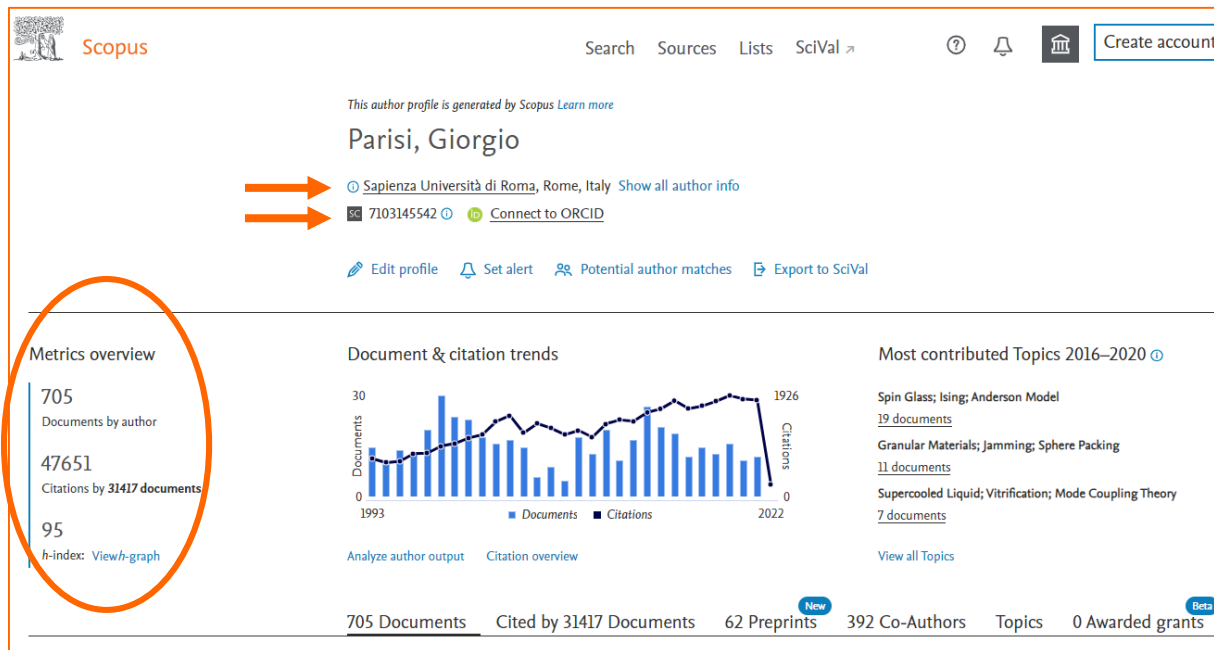 Scopus
Search Sources Lists SciVal ↗
Create account
This author profile is generated by Scopus Learn more
Parisi, Giorgio
Sapienza Università di Roma, Rome, Italy Show all author info
SC 7103145542 iD Connect to ORCID
Edit profile Set alert Potential author matches Export to SciVal
Metrics overview
705
Documents by author
47651
Citations by 31417 documents
95
h-index: View h-graph
Document & citation trends
30
1926
Documents
Citations
0
0
1993
2022
Documents Citations
Analyze author output Citation overview
Most contributed Topics 2016–2020
Spin Glass; Ising; Anderson Model
19 documents
Granular Materials; Jamming; Sphere Packing
11 documents
Supercooled Liquid; Vitrification; Mode Coupling Theory
7 documents
View all Topics
New
Beta
705 Documents Cited by 31417 Documents 62 Preprints 392 Co-Authors Topics 0 Awarded grants